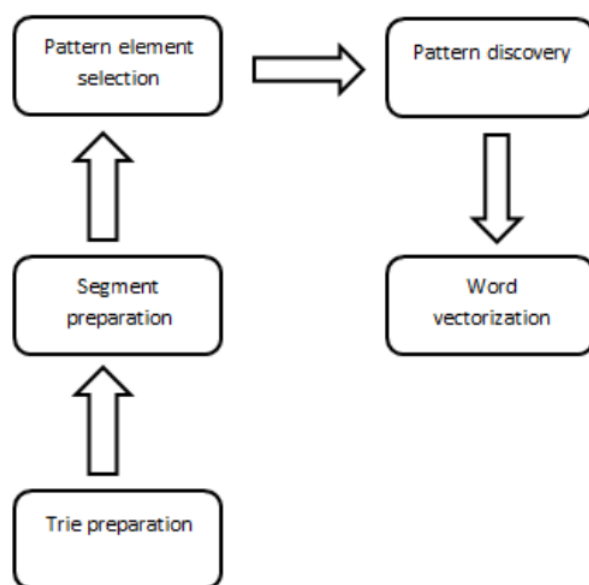 Pattern element
selection
Pattern discovery
Segment
preparation
Word
vectorization
Trie preparation